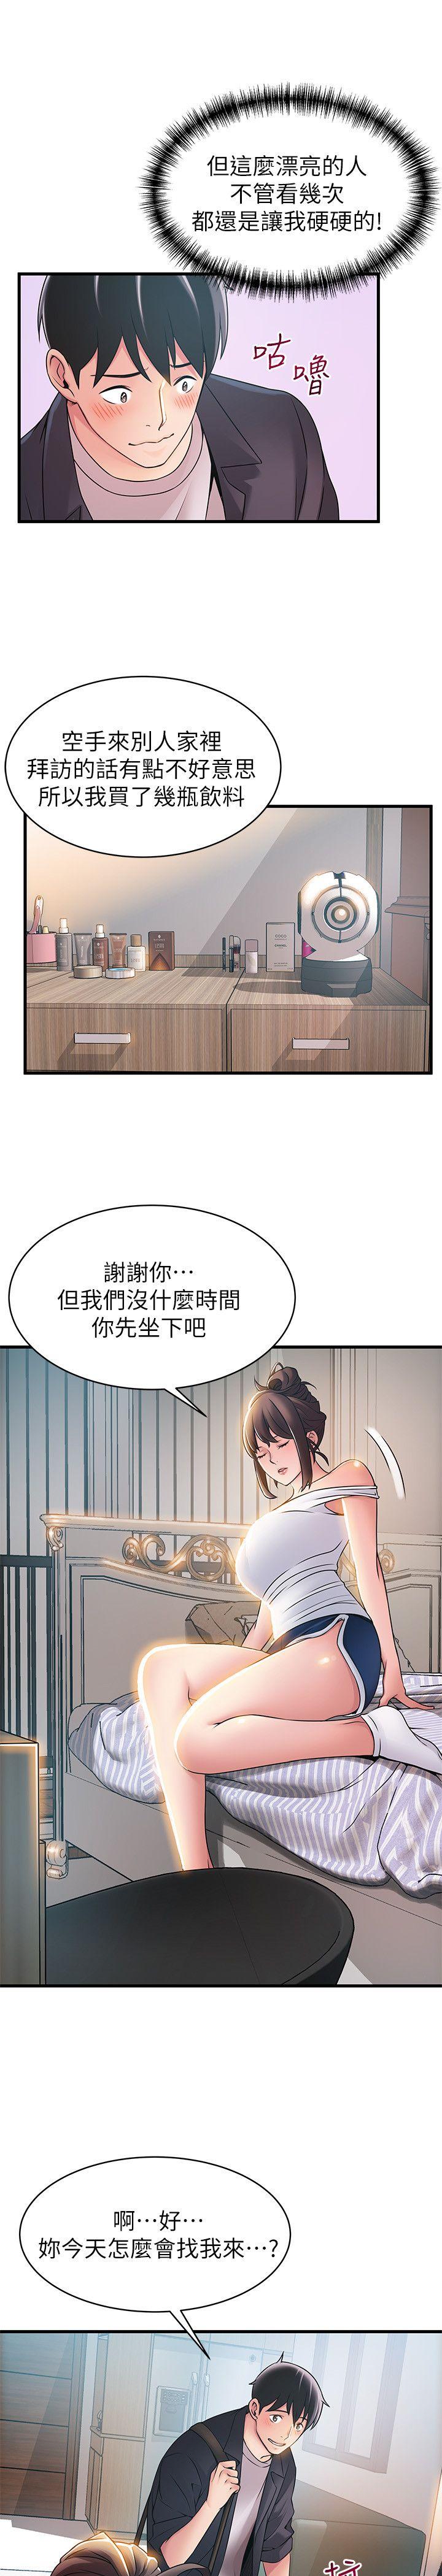 但這麼漂亮的人
不管看幾次
都還是讓我硬硬的!
咕
嚕
空手來別人家裡
拜訪的話有點不好意思
所以我買了幾瓶飲料
謝謝你…
但我們沒什麼時間
你先坐下吧
啊…好…
妳今天怎麼會找我來…?